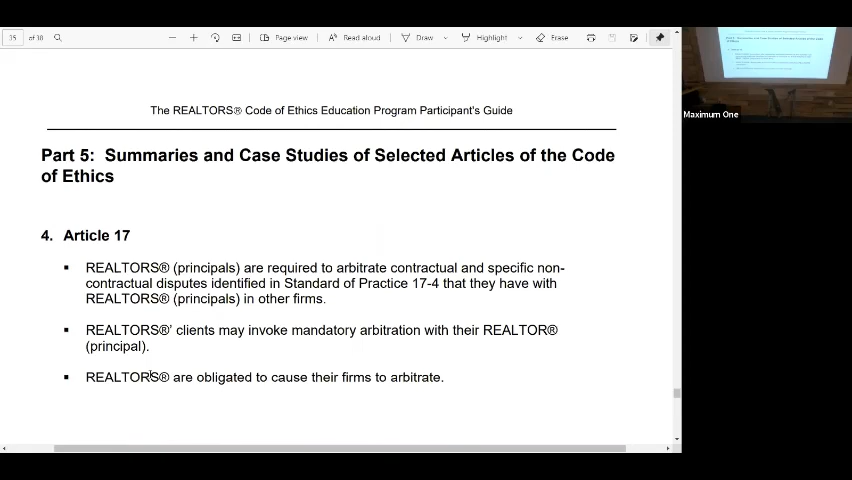 35 of 38 Page view Read aloud Draw Highlight Erase
The REALTORS® Code of Ethics Education Program Participant's Guide
Part 5: Summaries and Case Studies of Selected Articles of the Code
of Ethics
4. Article 17
▪ REALTORS® (principals) are required to arbitrate contractual and specific non-
contractual disputes identified in Standard of Practice 17-4 that they have with
REALTORS® (principals) in other firms.
▪ REALTORS®' clients may invoke mandatory arbitration with their REALTOR®
(principal).
▪ REALTORS® are obligated to cause their firms to arbitrate.
Maximum One